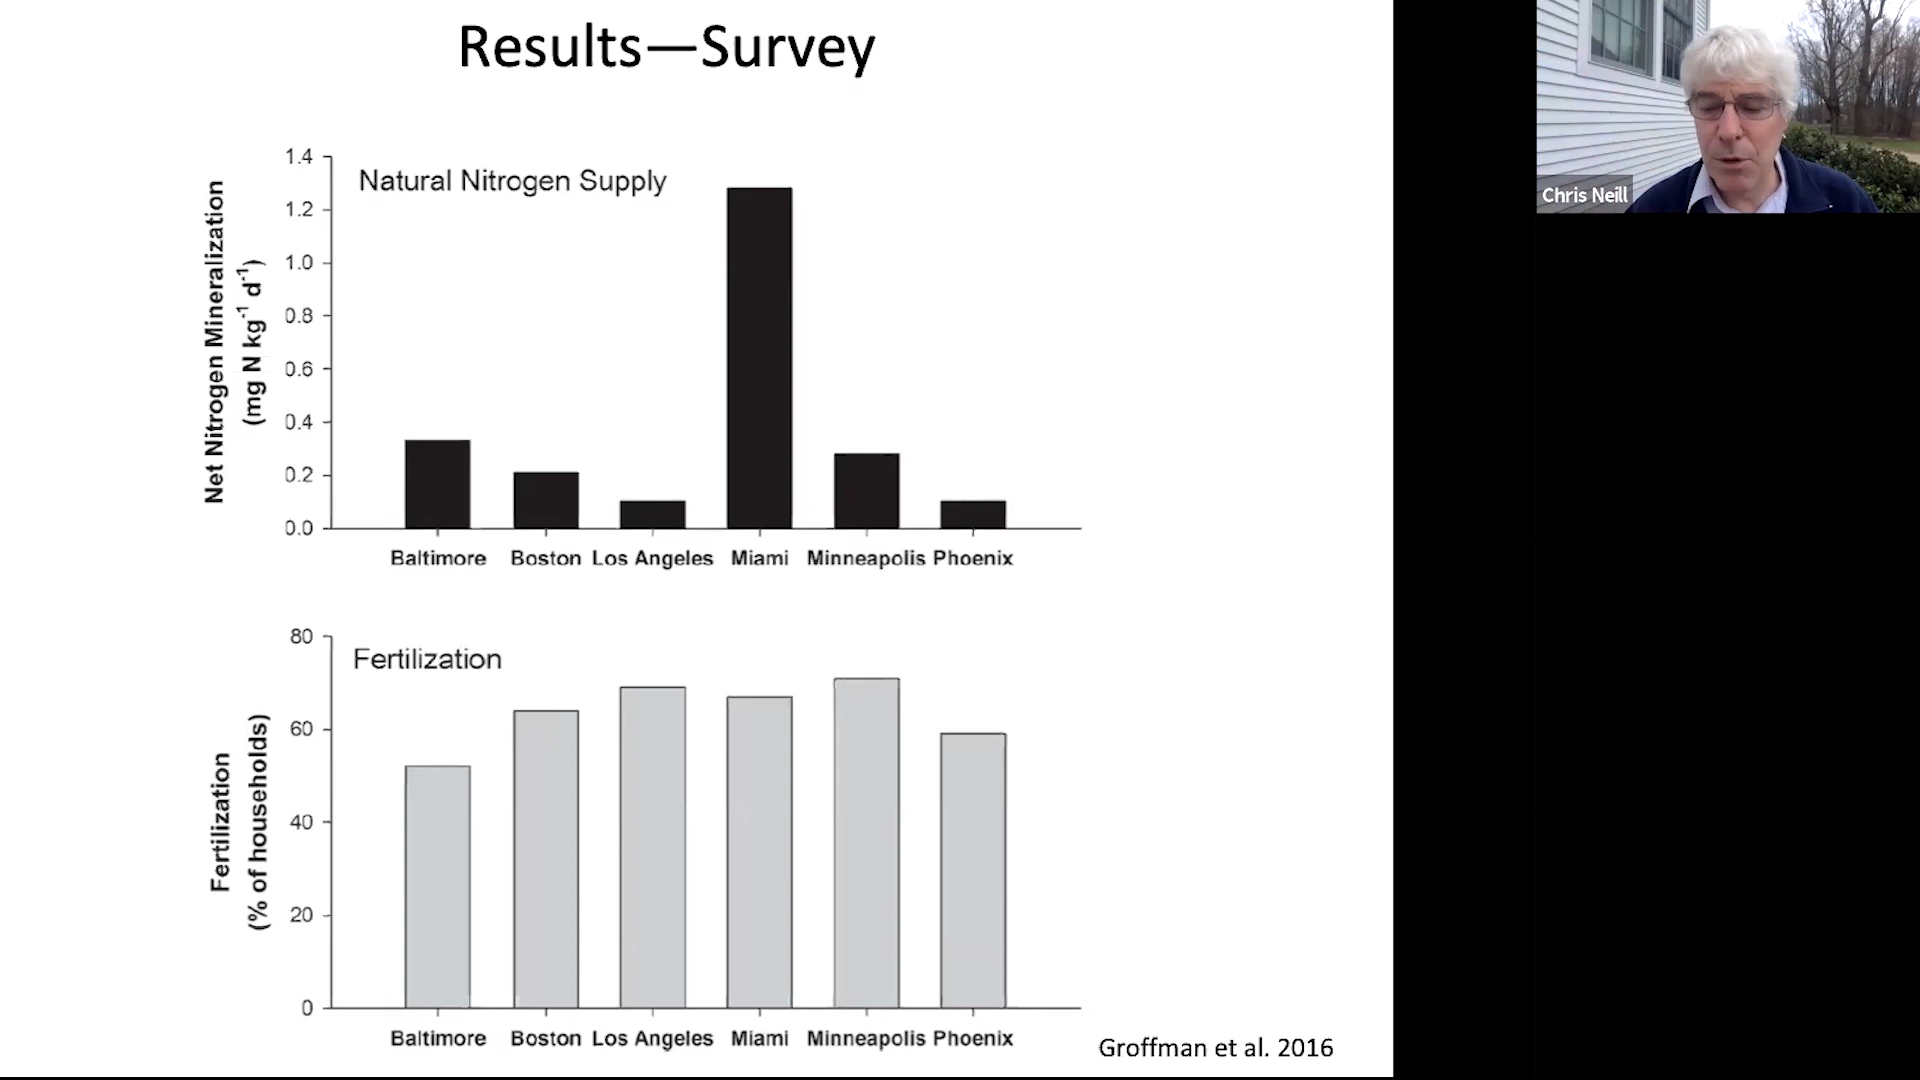 Results—Survey
Natural Nitrogen Supply
Net Nitrogen Mineralization
(mg N kg⁻¹ d⁻¹)
1.4
1.2
1.0
0.8
0.6
0.4
0.2
0.0
Baltimore Boston Los Angeles Miami Minneapolis Phoenix
Fertilization
Fertilization
(% of households)
80
60
40
20
0
Baltimore Boston Los Angeles Miami Minneapolis Phoenix
Groffman et al. 2016
Chris Neill